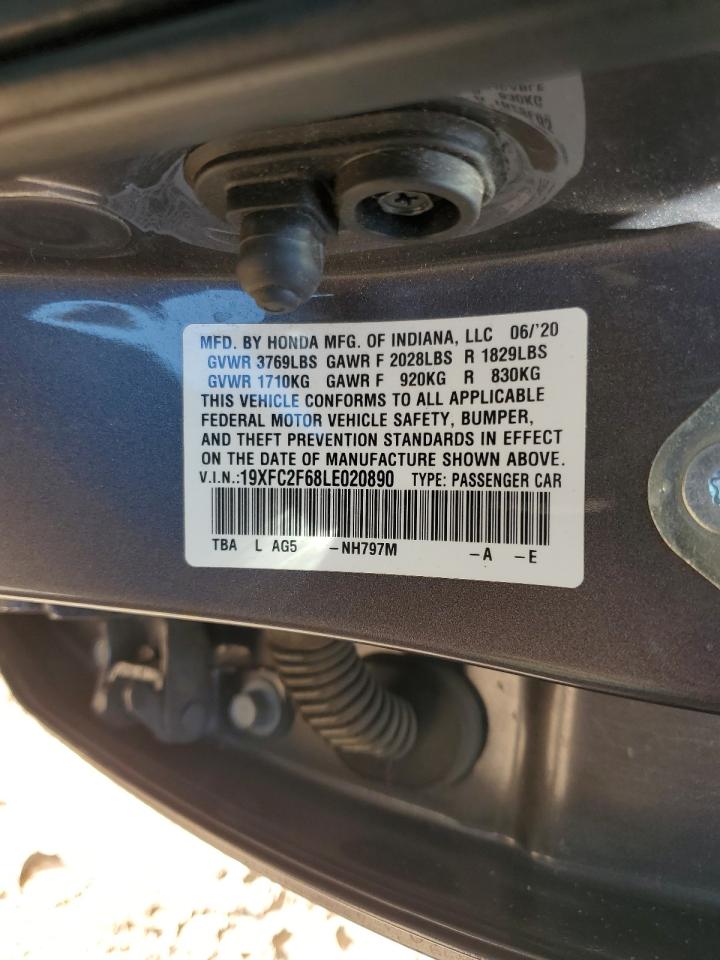 MFD. BY HONDA MFG. OF INDIANA, LLC 06/'20
GVWR 3769LBS GAWR F 2028LBS R 1829LBS
GVWR 1710KG GAWR F 920KG R 830KG
THIS VEHICLE CONFORMS TO ALL APPLICABLE
FEDERAL MOTOR VEHICLE SAFETY, BUMPER,
AND THEFT PREVENTION STANDARDS IN EFFECT
ON THE DATE OF MANUFACTURE SHOWN ABOVE.
V.I.N.:19XFC2F68LE020890 TYPE: PASSENGER CAR
TBA L AG5 -NH797M -A -E